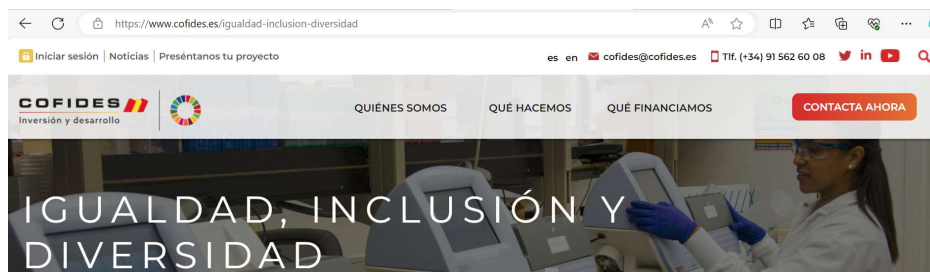 https://www.cofides.es/igualdad-inclusion-diversidad
Iniciar sesión | Noticias | Preséntanos tu proyecto
es en cofides@cofides.es Tlf. (+34) 91 562 60 08 in
COFIDES
Inversión y desarrollo
QUIÉNES SOMOS QUÉ HACEMOS QUÉ FINANCIAMOS CONTACTA AHORA
IGUALDAD, INCLUSIÓN Y
DIVERSIDAD